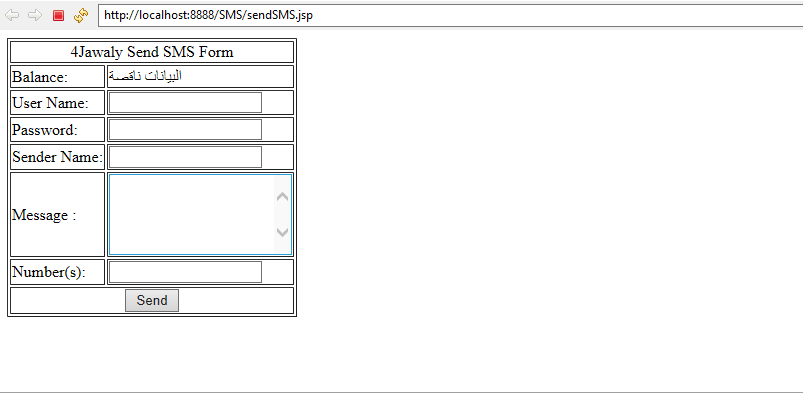 http://localhost:8888/SMS/sendSMS.jsp
4Jawaly Send SMS Form
Balance: البيانات ناقصة
User Name:
Password:
Sender Name:
Message :
Number(s):
Send